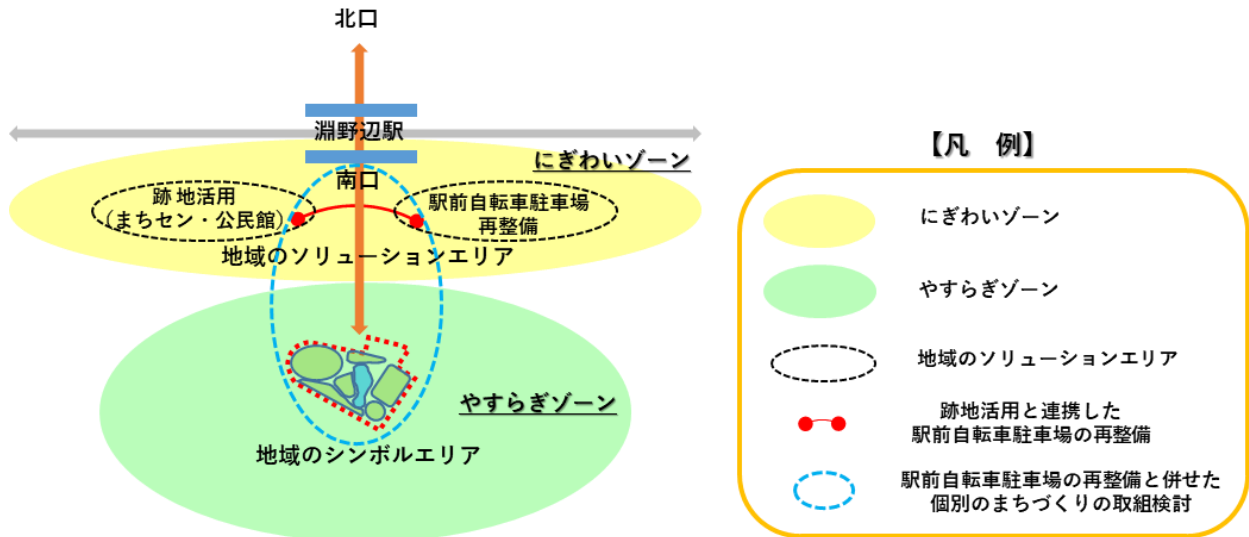 北口
淵野辺駅
にぎわいゾーン
南口
跡 地活用
(まちセン・公民館)
駅前自転車駐車場
再整備
地域のソリューションエリア
やすらぎゾーン
地域のシンボルエリア
【凡　例】
にぎわいゾーン
やすらぎゾーン
地域のソリューションエリア
跡地活用と連携した
駅前自転車駐車場の再整備
駅前自転車駐車場の再整備と併せた
個別のまちづくりの取組検討